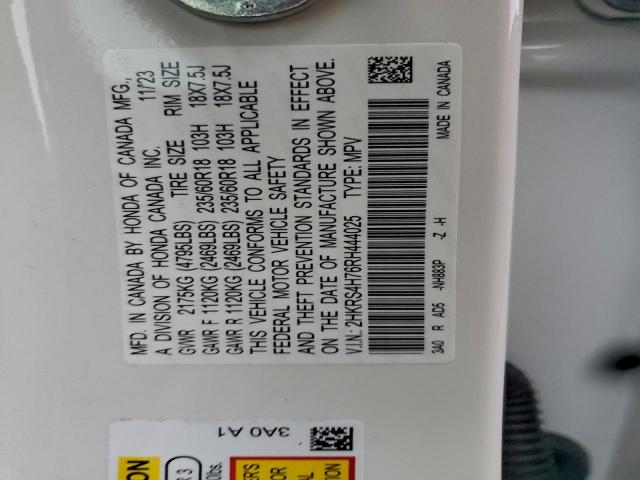 MFD. IN CANADA BY HONDA OF CANADA MFG.,
A DIVISION OF HONDA CANADA INC. 11/23
GVWR 2175KG (4795LBS) TIRE SIZE RIM SIZE
GAWR F 1120KG (2469LBS) 235/60R18 103H 18X7.5J
GAWR R 1120KG (2469LBS) 235/60R18 103H 18X7.5J
THIS VEHICLE CONFORMS TO ALL APPLICABLE
FEDERAL MOTOR VEHICLE SAFETY
AND THEFT PREVENTION STANDARDS IN EFFECT
ON THE DATE OF MANUFACTURE SHOWN ABOVE.
V.I.N.: 2HKRS4H76RH444025 TYPE: MPV
3A0 R AD5 -NH883P -Z -H MADE IN CANADA
3A0 A1